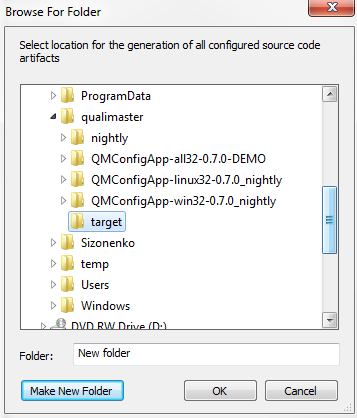 Browse For Folder
Select location for the generation of all configured source code
artifacts
ProgramData
qualimaster
nightly
QMConfigApp-all32-0.7.0-DEMO
QMConfigApp-linux32-0.7.0_nightly
QMConfigApp-win32-0.7.0_nightly
target
Sizonenko
temp
Users
Windows
DVD RW Drive (D:)
Folder: New folder
Make New Folder OK Cancel